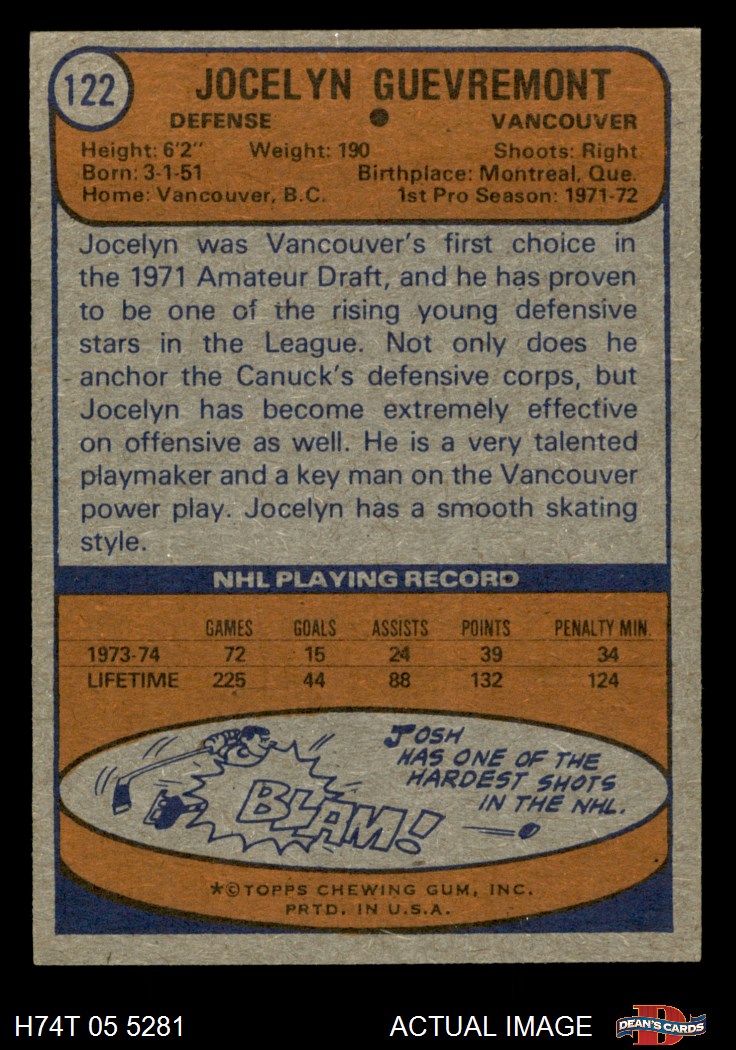 122
JOCELYN GUEVREMONT
DEFENSE ● VANCOUVER
Height: 6'2" Weight: 190 Shoots: Right
Born: 3-1-51 Birthplace: Montreal, Que.
Home: Vancouver, B.C. 1st Pro Season: 1971-72
Jocelyn was Vancouver's first choice in
the 1971 Amateur Draft, and he has proven
to be one of the rising young defensive
stars in the League. Not only does he
anchor the Canuck's defensive corps, but
Jocelyn has become extremely effective
on offensive as well. He is a very talented
playmaker and a key man on the Vancouver
power play. Jocelyn has a smooth skating
style.
NHL PLAYING RECORD
GAMES GOALS ASSISTS POINTS PENALTY MIN.
1973-74 72 15 24 39 34
LIFETIME 225 44 88 132 124
JOSH
HAS ONE OF THE
HARDEST SHOTS
IN THE NHL.
BLAM!
*©TOPPS CHEWING GUM, INC.
PRTD. IN U.S.A.
H74T 05 5281 ACTUAL IMAGE
D
DEAN'S CARDS